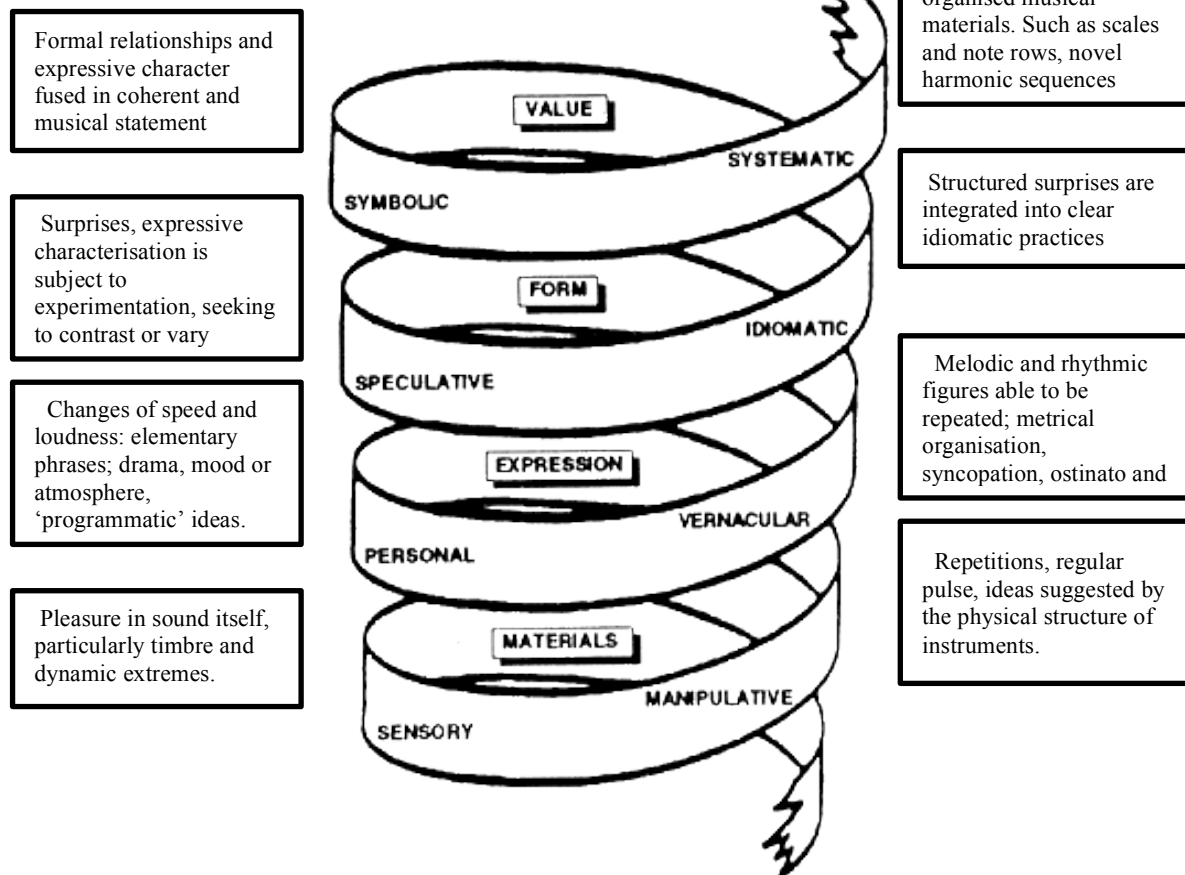 Formal relationships and
expressive character
fused in coherent and
musical statement
Surprises, expressive
characterisation is
subject to
experimentation, seeking
to contrast or vary
Changes of speed and
loudness: elementary
phrases; drama, mood or
atmosphere,
‘programmatic’ ideas.
Pleasure in sound itself,
particularly timbre and
dynamic extremes.
VALUE
SYSTEMATIC
SYMBOLIC
FORM
IDIOMATIC
SPECULATIVE
EXPRESSION
VERNACULAR
PERSONAL
MATERIALS
MANIPULATIVE
SENSORY
organised musical
materials. Such as scales
and note rows, novel
harmonic sequences
Structured surprises are
integrated into clear
idiomatic practices
Melodic and rhythmic
figures able to be
repeated; metrical
organisation,
syncopation, ostinato and
Repetitions, regular
pulse, ideas suggested by
the physical structure of
instruments.